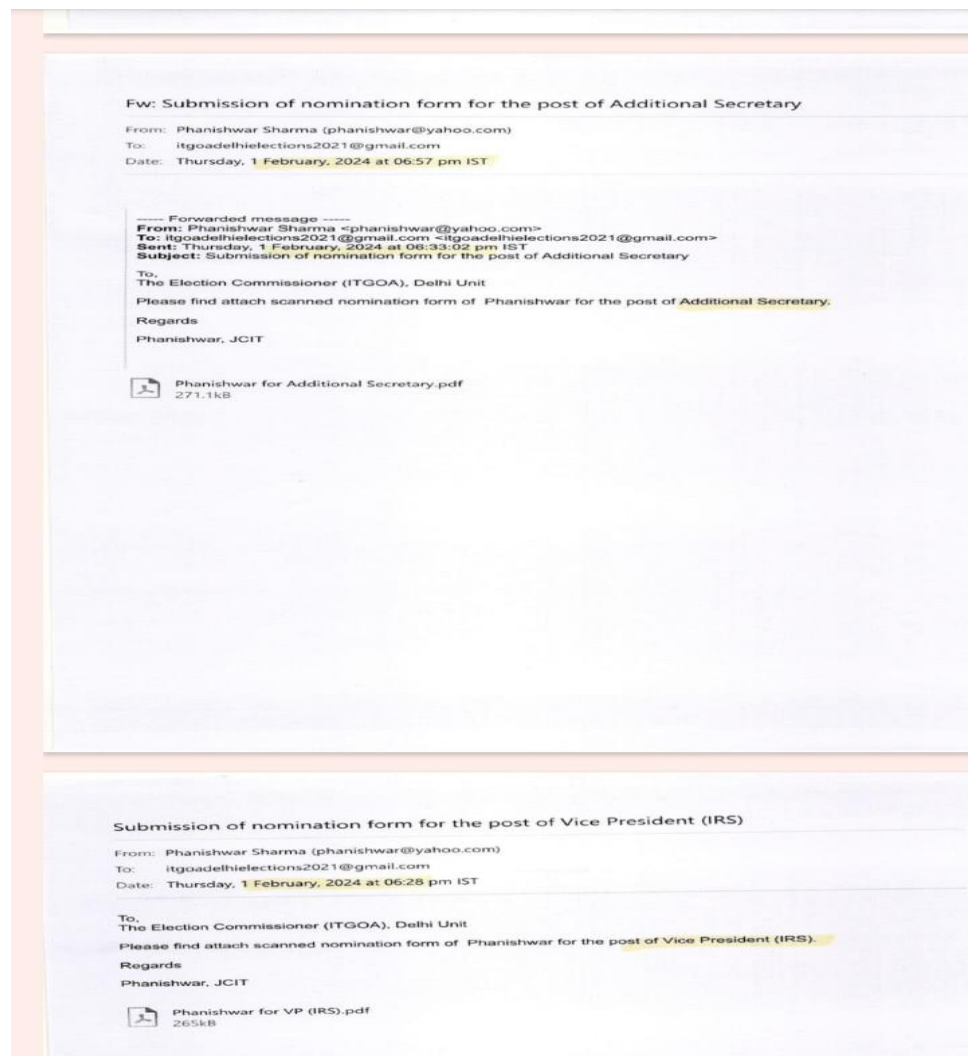 Fw: Submission of nomination form for the post of Additional Secretary
From: Phanishwar Sharma (phanishwar@yahoo.com)
To: itgoadelhielections2021@gmail.com
Date: Thursday, 1 February, 2024 at 06:57 pm IST
----- Forwarded message -----
From: Phanishwar Sharma <phanishwar@yahoo.com>
To: itgoadelhielections2021@gmail.com <itgoadelhielections2021@gmail.com>
Sent: Thursday, 1 February, 2024 at 06:33:02 pm IST
Subject: Submission of nomination form for the post of Additional Secretary
To,
The Election Commissioner (ITGOA), Delhi Unit
Please find attach scanned nomination form of Phanishwar for the post of Additional Secretary.
Regards
Phanishwar, JCIT
Phanishwar for Additional Secretary.pdf
271.1kB
Submission of nomination form for the post of Vice President (IRS)
From: Phanishwar Sharma (phanishwar@yahoo.com)
To: itgoadelhielections2021@gmail.com
Date: Thursday, 1 February, 2024 at 06:28 pm IST
To,
The Election Commissioner (ITGOA), Delhi Unit
Please find attach scanned nomination form of Phanishwar for the post of Vice President (IRS).
Regards
Phanishwar, JCIT
Phanishwar for VP (IRS).pdf
265kB